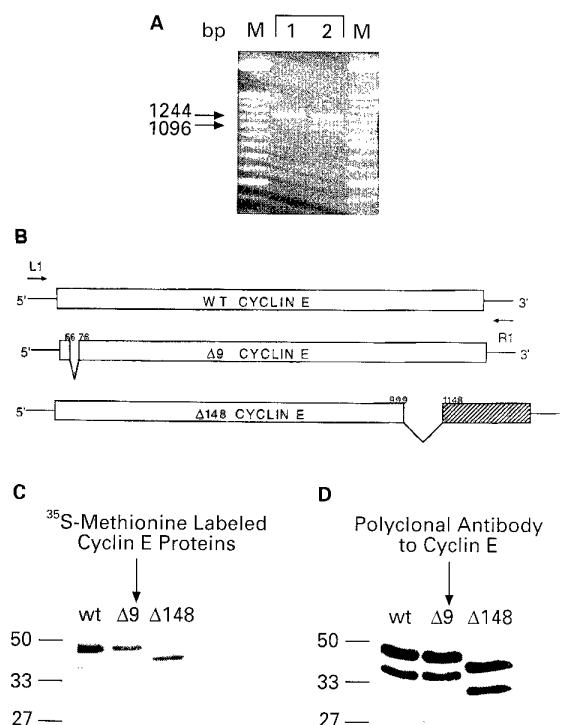 A
bp M 1 2 M
1244
1096
B
L1
5' WT CYCLIN E 3'
R1
66 76
5' Δ9 CYCLIN E 3'
999 1148
5' Δ148 CYCLIN E
C
³⁵S-Methionine Labeled
Cyclin E Proteins
wt Δ9 Δ148
50
33
27
D
Polyclonal Antibody
to Cyclin E
wt Δ9 Δ148
50
33
27